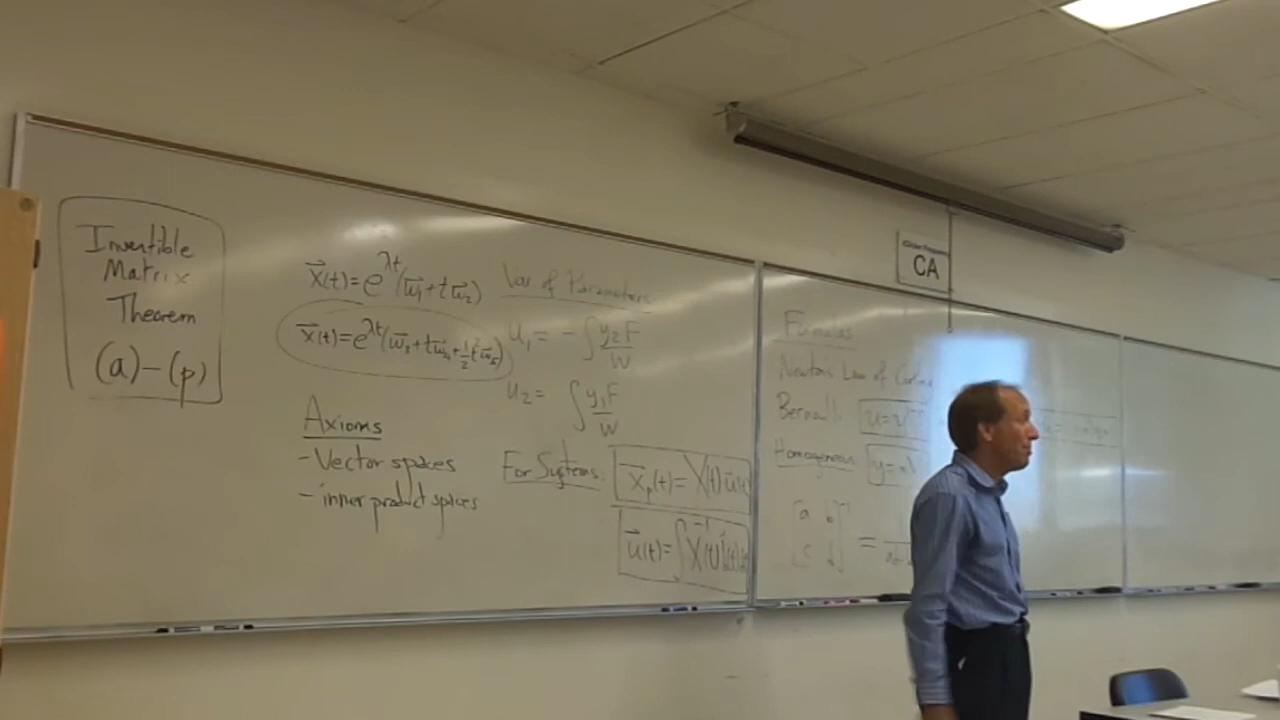 Invertible
Matrix
Theorem
(a)-(p)
x⃗(t)=e^{λt}(w⃗₁+tw⃗₂)
x⃗(t)=e^{λt}(w⃗₃+tw⃗₄+½t²w⃗₅)
Axioms
-Vector spaces
-inner product spaces
Var of Parameters
u₁ = -∫ y₂F/W
u₂ = ∫ y₁F/W
For Systems:
x⃗p(t)=X(t)u⃗(t)
u⃗(t)=∫X⁻¹(t)
CA
Formulas
Newton's Law of
Bernoulli
Homogeneous
a b
c d
=